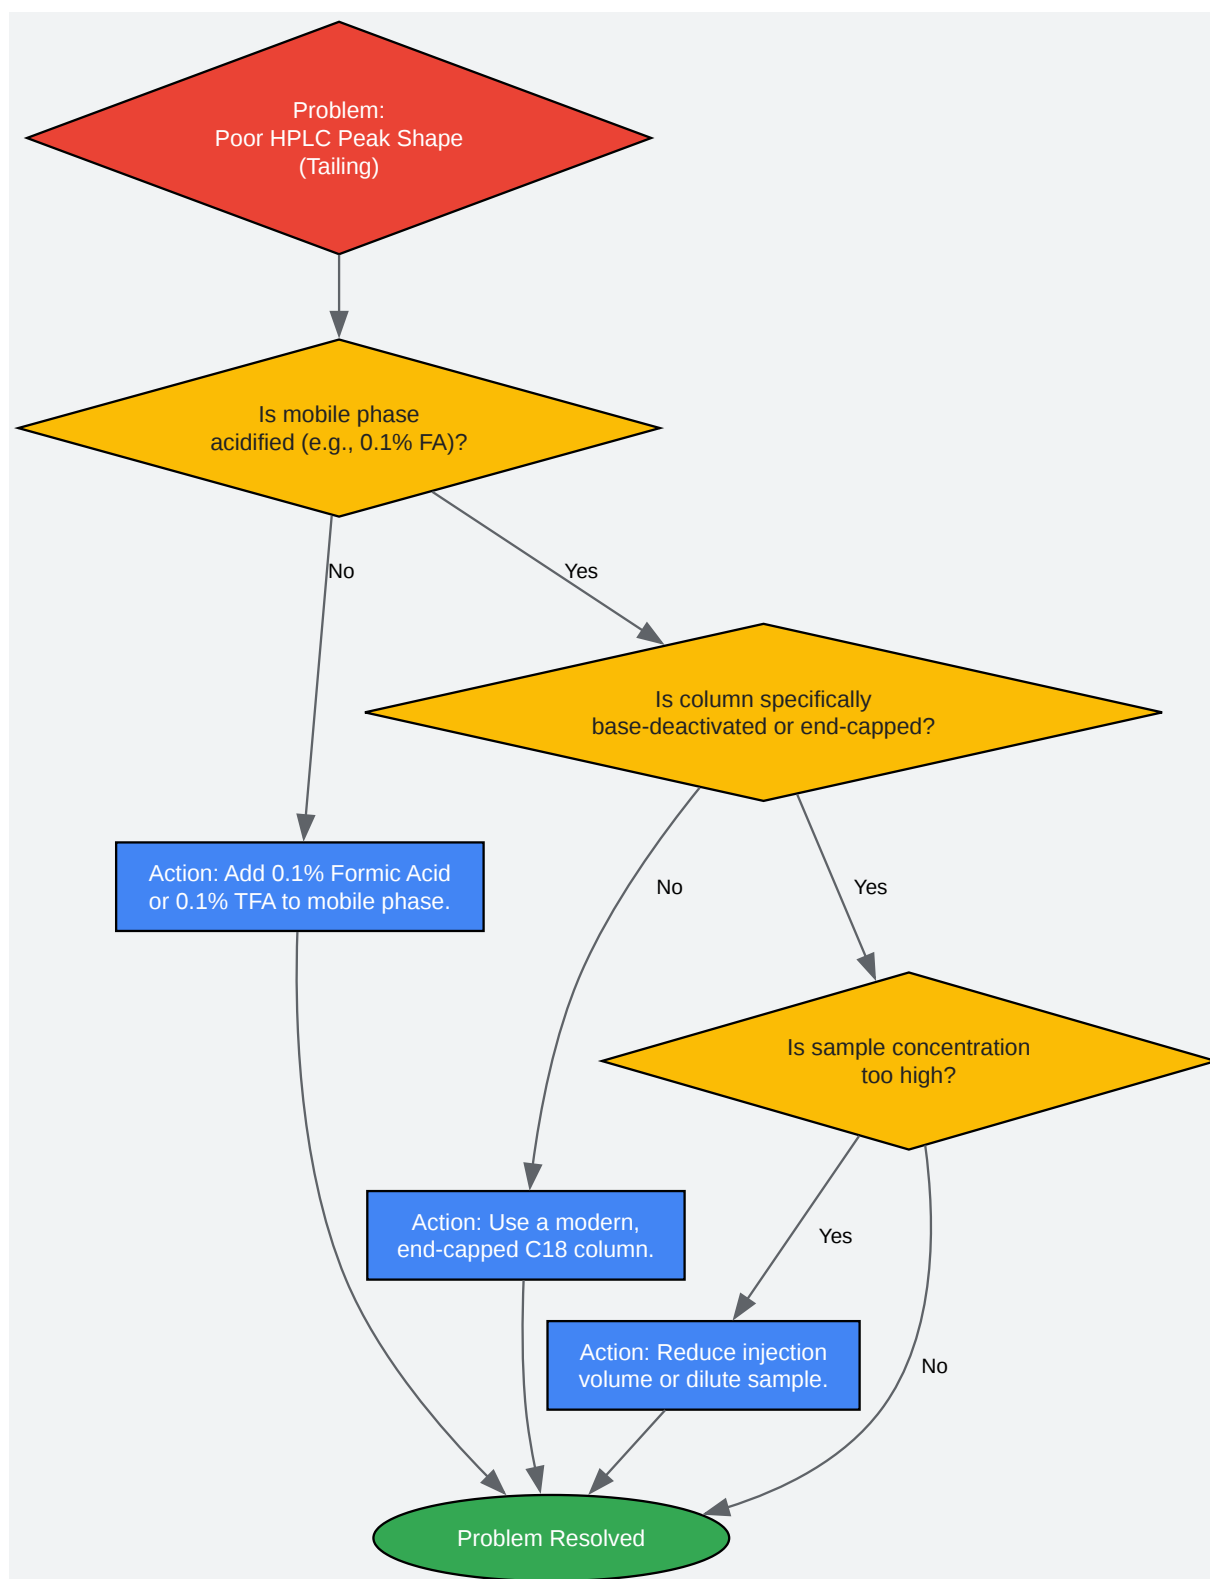 Problem:
Poor HPLC Peak Shape
(Tailing)
Is mobile phase
acidified (e.g., 0.1% FA)?
No
Yes
Is column specifically
base-deactivated or end-capped?
Action: Add 0.1% Formic Acid
or 0.1% TFA to mobile phase.
No
Yes
Is sample concentration
too high?
Action: Use a modern,
end-capped C18 column.
Yes
Action: Reduce injection
volume or dilute sample.
No
Problem Resolved